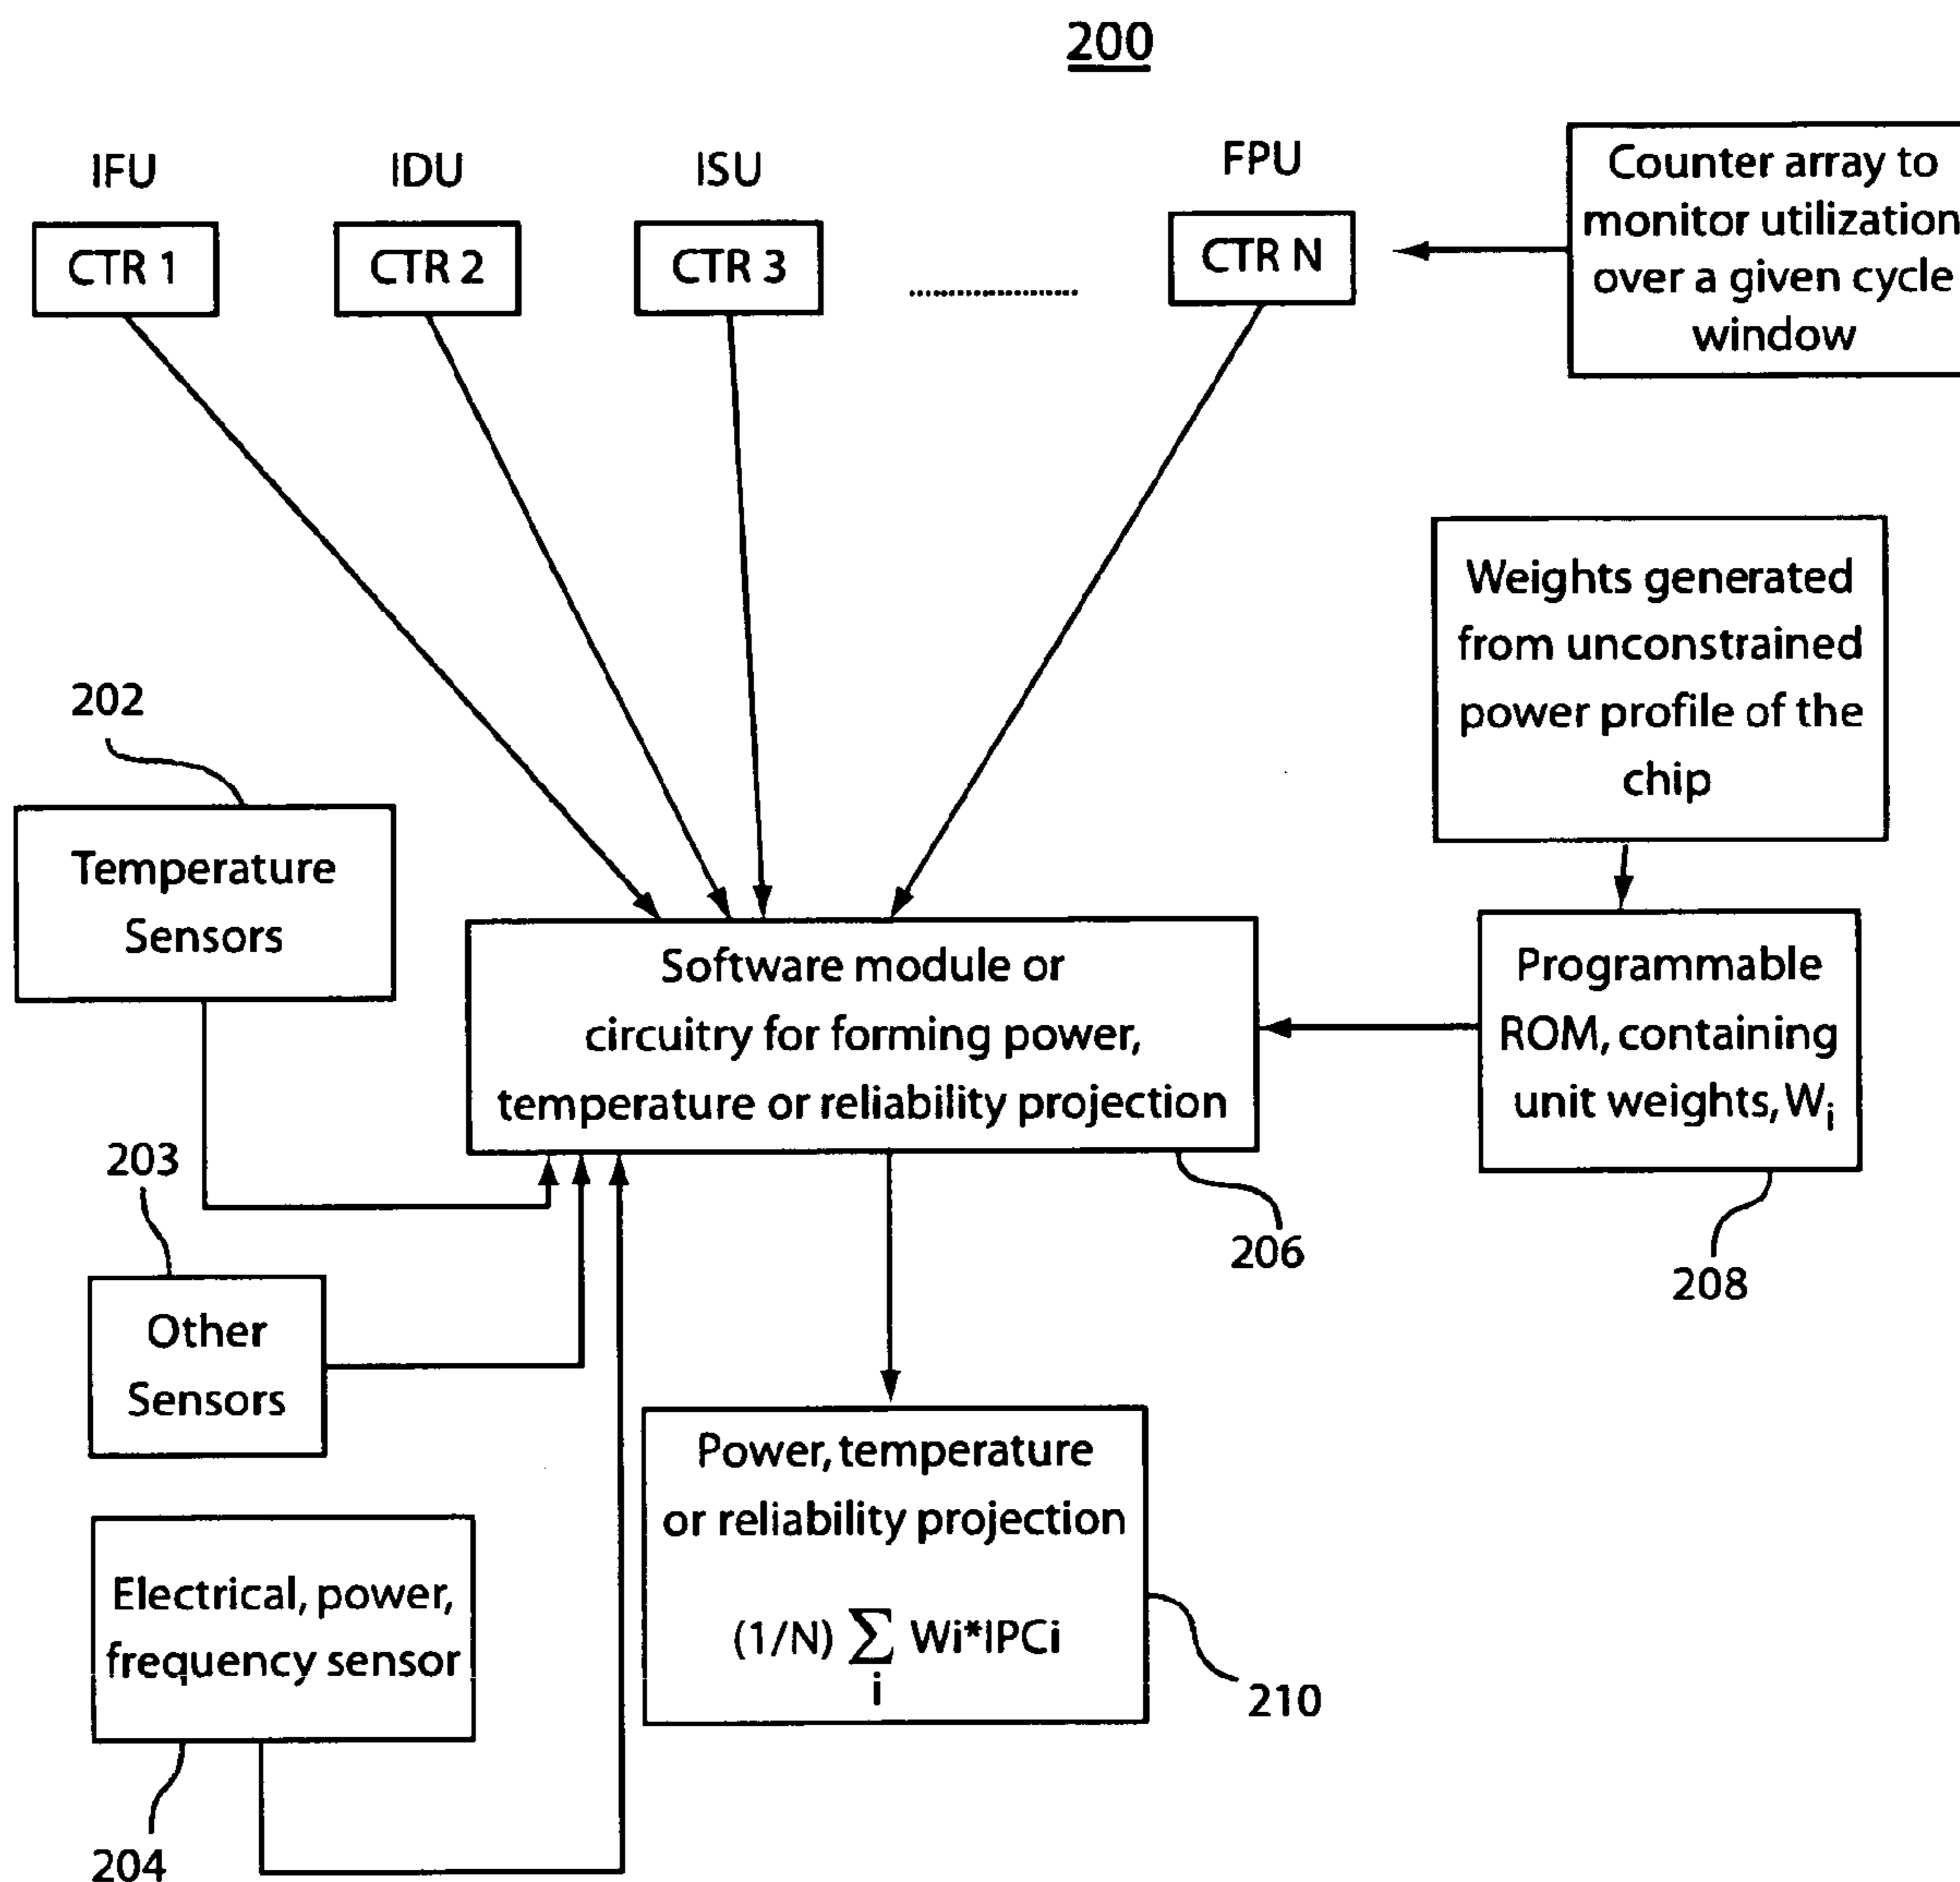 200
IFU
IDU
ISU
FPU
CTR 1
CTR 2
CTR 3
CTR N
Counter array to
monitor utilization
over a given cycle
window
Weights generated
from unconstrained
power profile of the
chip
202
Temperature
Sensors
Software module or
circuitry for forming power,
temperature or reliability projection
Programmable
ROM, containing
unit weights, Wi
203
206
208
Other
Sensors
Power, temperature
or reliability projection
(1/N) ∑ Wi*IPCi
i
210
Electrical, power,
frequency sensor
204